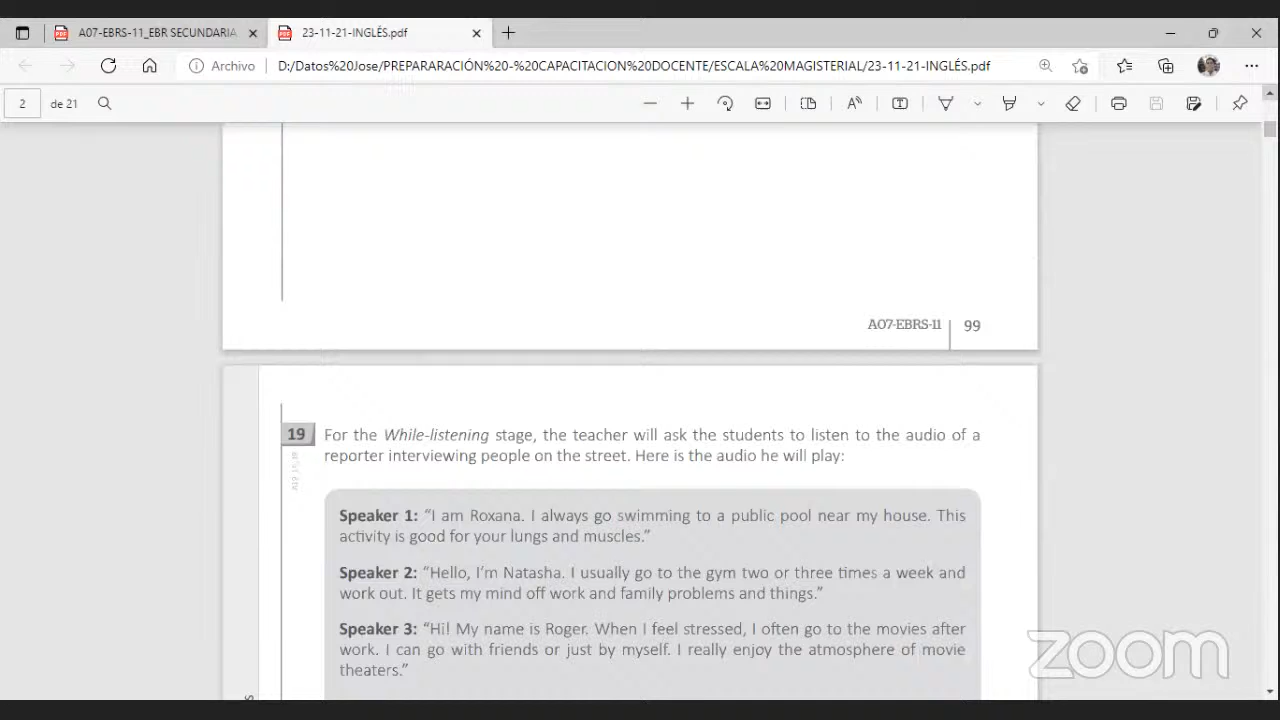 A07-EBRS-11_EBR SECUNDARIA
23-11-21-INGLÉS.pdf
Archivo
D:/Datos%20Jose/PREPARARACIÓN%20-%20CAPACITACION%20DOCENTE/ESCALA%20MAGISTERIAL/23-11-21-INGLÉS.pdf
2 de 21
A07-EBRS-11 99
19 For the While-listening stage, the teacher will ask the students to listen to the audio of a
reporter interviewing people on the street. Here is the audio he will play:
Speaker 1: “I am Roxana. I always go swimming to a public pool near my house. This
activity is good for your lungs and muscles.”
Speaker 2: “Hello, I’m Natasha. I usually go to the gym two or three times a week and
work out. It gets my mind off work and family problems and things.”
Speaker 3: “Hi! My name is Roger. When I feel stressed, I often go to the movies after
work. I can go with friends or just by myself. I really enjoy the atmosphere of movie
theaters.”
zoom